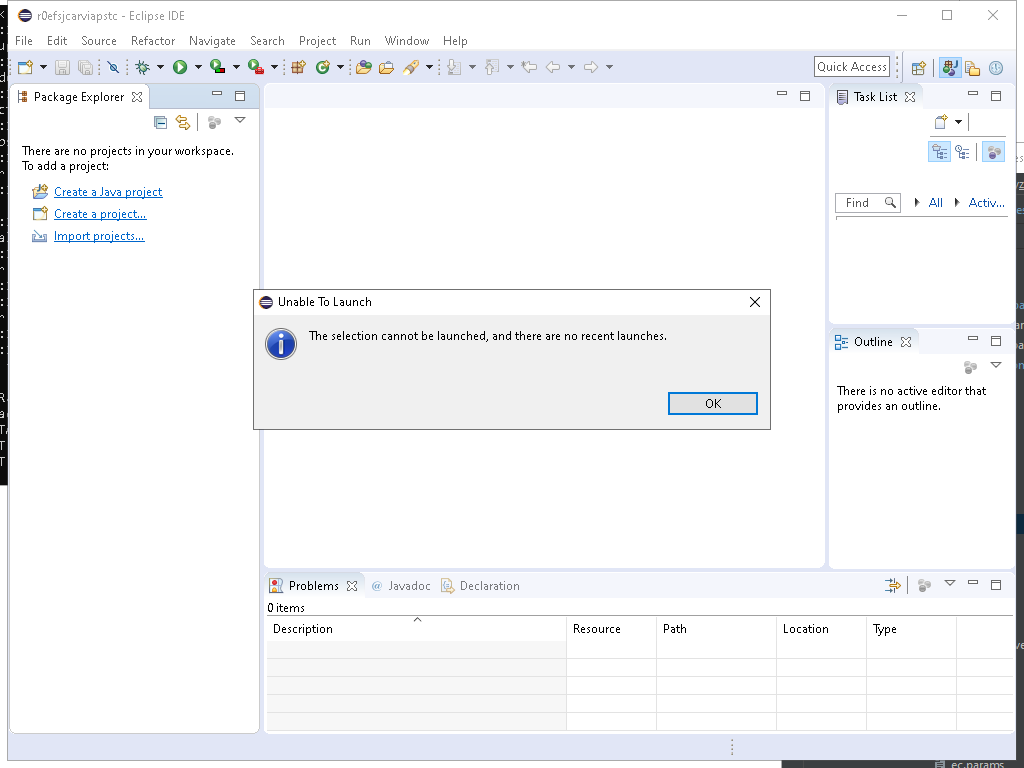 r0efsjcarviapstc - Eclipse IDE
File Edit Source Refactor Navigate Search Project Run Window Help
Quick Access
Package Explorer
There are no projects in your workspace.
To add a project:
Create a Java project
Create a project...
Import projects...
Task List
Find All Activ...
Unable To Launch
The selection cannot be launched, and there are no recent launches.
OK
Outline
There is no active editor that
provides an outline.
Problems @ Javadoc Declaration
0 items
Description Resource Path Location Type
ec.params